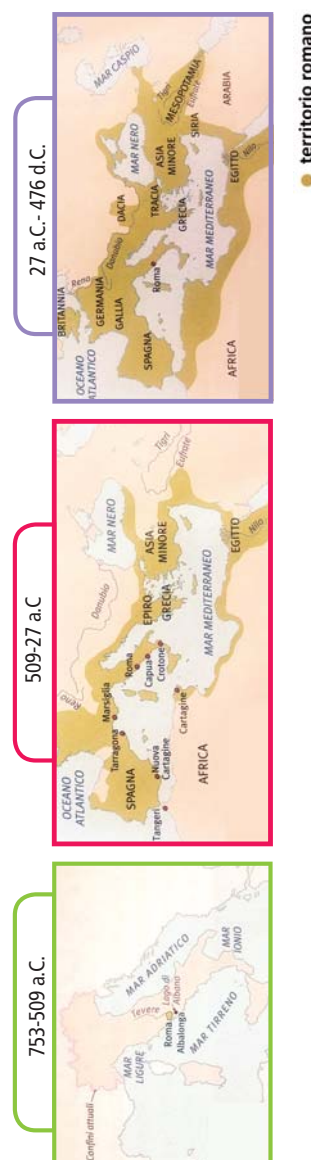 753-509 a.C.
Confini attuali
MAR
LIGURE
MAR ADRIATICO
Tevere
Lago di
Albano
Roma
Albalonga
MAR TIRRENO
MAR
IONIO
509-27 a.C
OCEANO
ATLANTICO
Reno
Danubio
MAR NERO
Tigri
Eufrate
Marsiglia
Tarragona
SPAGNA
Nuova
Cartagine
Tangeri
Roma
Capua
Crotone
EPIRO
GRECIA
ASIA
MINORE
Cartagine
AFRICA
MAR MEDITERRANEO
EGITTO
Nilo
27 a.C.- 476 d.C.
BRITANNIA
OCEANO
ATLANTICO
Reno
GERMANIA
GALLIA
Danubio
DACIA
MAR NERO
MAR CASPIO
SPAGNA
Roma
TRACIA
GRECIA
ASIA
MINORE
Tigri
MESOPOTAMIA
Eufrate
SIRIA
ARABIA
MAR MEDITERRANEO
AFRICA
EGITTO
Nilo
territorio romano